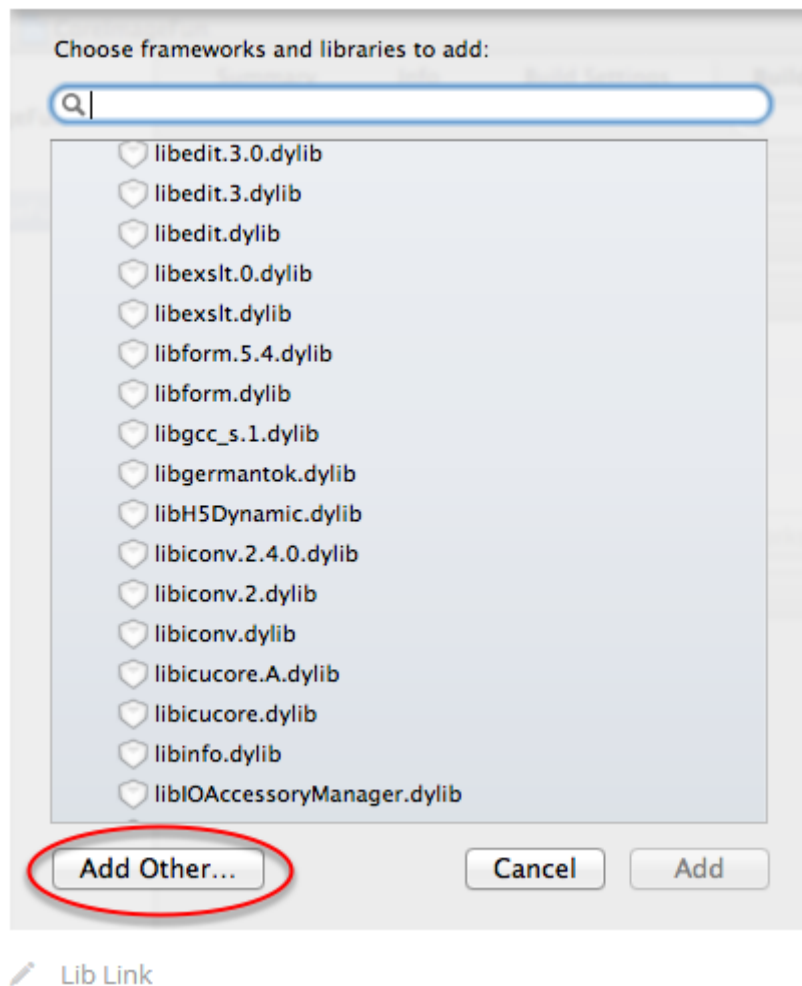 Choose frameworks and libraries to add:
libedit.3.0.dylib
libedit.3.dylib
libedit.dylib
libexslt.0.dylib
libexslt.dylib
libform.5.4.dylib
libform.dylib
libgcc_s.1.dylib
libgermantok.dylib
libH5Dynamic.dylib
libiconv.2.4.0.dylib
libiconv.2.dylib
libiconv.dylib
libicucore.A.dylib
libicucore.dylib
libinfo.dylib
libIOAccessoryManager.dylib
Add Other... Cancel Add
Lib Link